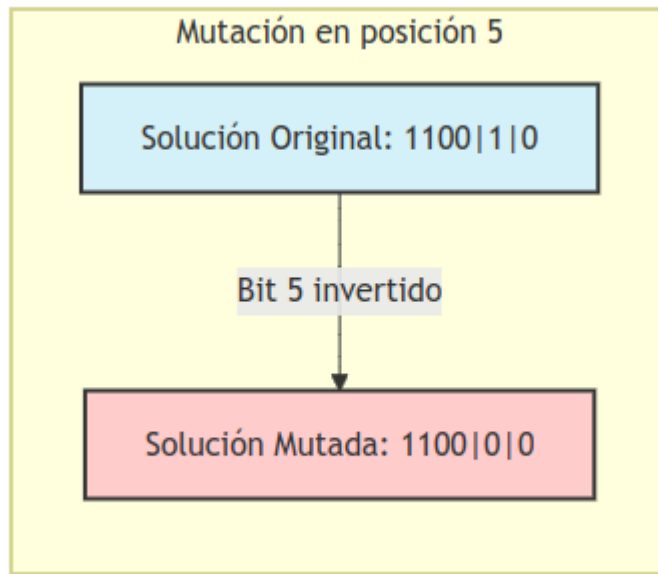 Mutación en posición 5
Solución Original: 1100|1|0
Bit 5 invertido
Solución Mutada: 1100|0|0